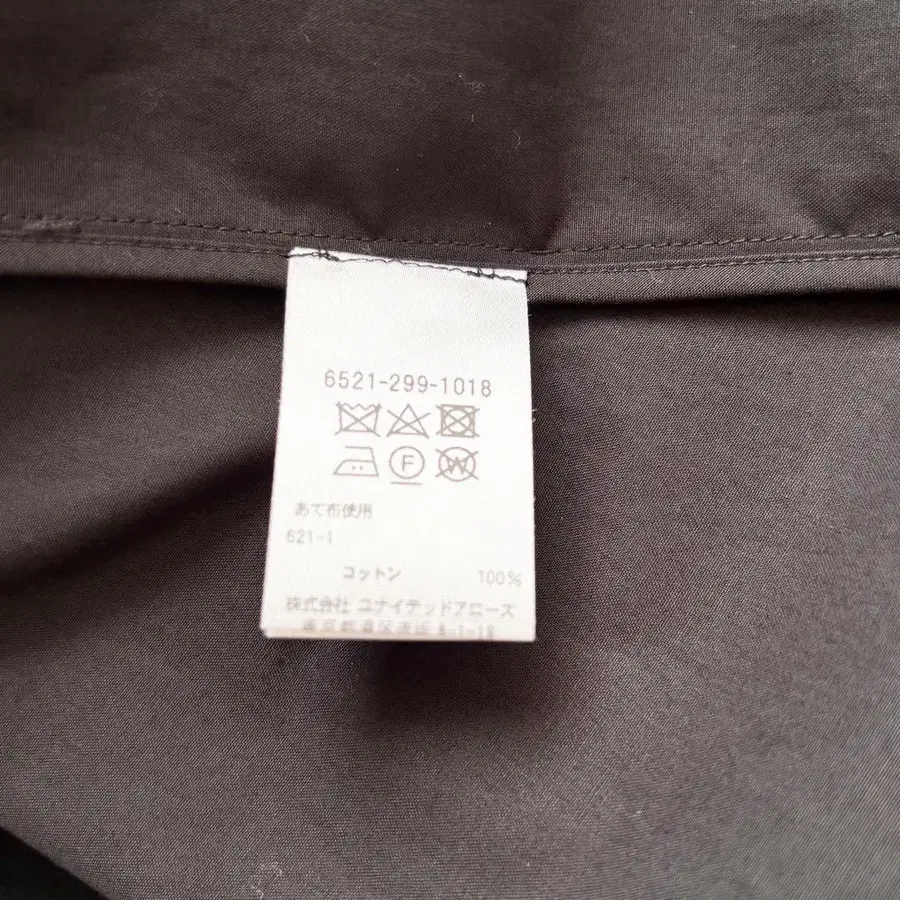 6521-299-1018
F W
あて布使用
621-1
コットン 100%
株式会社 ユナイテッドアローズ